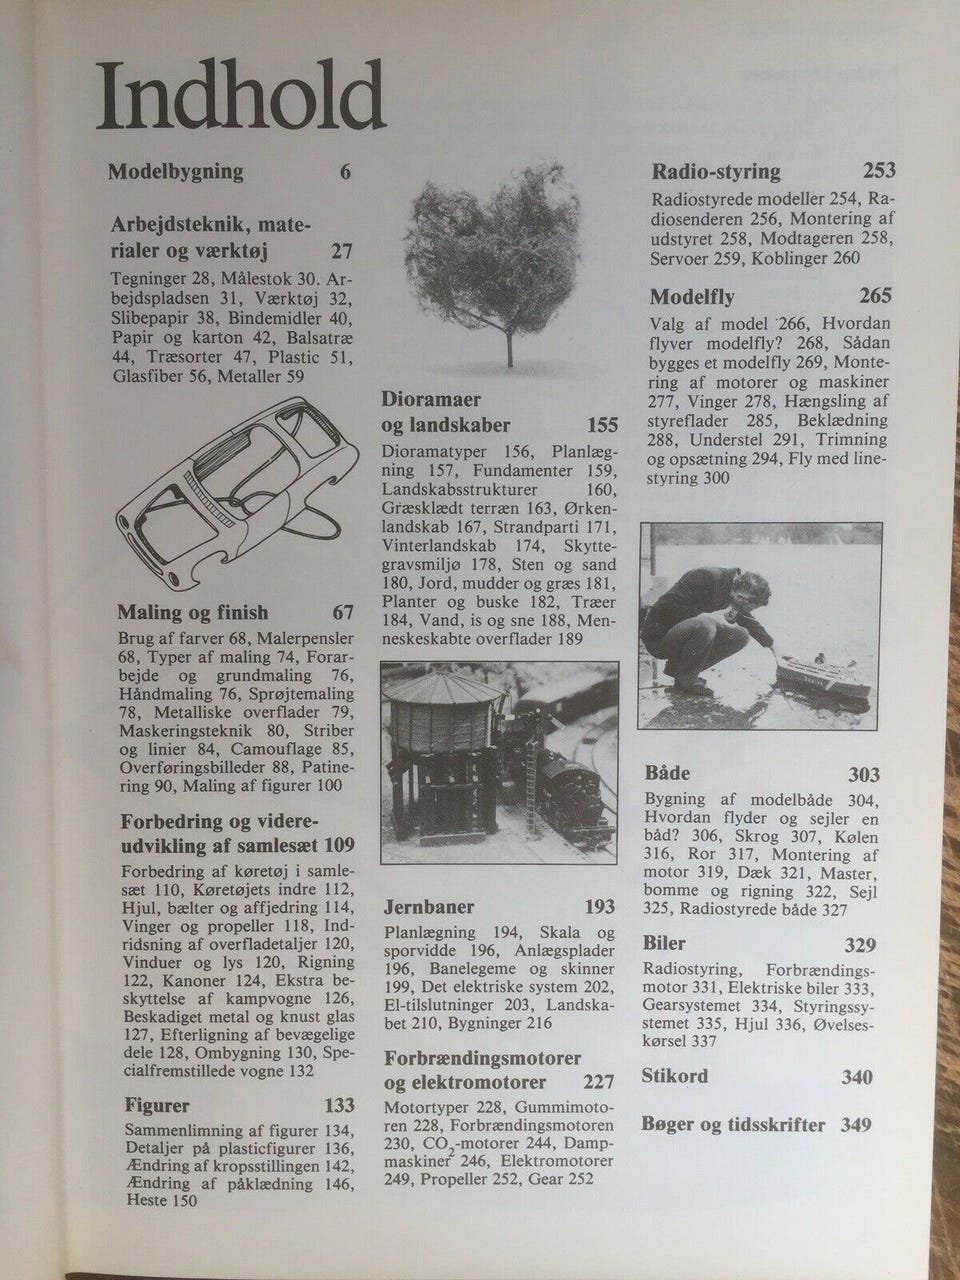 Indhold
Modelbygning 6
Arbejdsteknik, mate-
rialer og værktøj 27
Tegninger 28, Målestok 30. Ar-
bejdspladsen 31, Værktøj 32,
Slibepapir 38, Bindemidler 40,
Papir og karton 42, Balsatræ
44, Træsorter 47, Plastic 51,
Glasfiber 56, Metaller 59
Maling og finish 67
Brug af farver 68, Malerpensler
68, Typer af maling 74, Forar-
bejde og grundmaling 76,
Håndmaling 76, Sprøjtemaling
78, Metalliske overflader 79,
Maskeringsteknik 80, Striber
og linier 84, Camouflage 85,
Overføringsbilleder 88, Patine-
ring 90, Maling af figurer 100
Forbedring og videre-
udvikling af samlesæt 109
Forbedring af køretøj i samle-
sæt 110, Køretøjets indre 112,
Hjul, bælter og affjedring 114,
Vinger og propeller 118, Ind-
ridsning af overfladetaljer 120,
Vinduer og lys 120, Rigning
122, Kanoner 124, Ekstra be-
skyttelse af kampvogne 126,
Beskadiget metal og knust glas
127, Efterligning af bevægelige
dele 128, Ombygning 130, Spe-
cialfremstillede vogne 132
Figurer 133
Sammenlimning af figurer 134,
Detaljer på plasticfigurer 136,
Ændring af kropsstillingen 142,
Ændring af påklædning 146,
Heste 150
Dioramaer
og landskaber 155
Dioramatyper 156, Planlæg-
ning 157, Fundamenter 159,
Landskabsstrukturer 160,
Græsklædt terræn 163, Ørken-
landskab 167, Strandparti 171,
Vinterlandskab 174, Skytte-
gravsmiljø 178, Sten og sand
180, Jord, mudder og græs 181,
Planter og buske 182, Træer
184, Vand, is og sne 188, Men-
neskeskabte overflader 189
Jernbaner 193
Planlægning 194, Skala og
sporvidde 196, Anlægsplader
196, Banelegeme og skinner
199, Det elektriske system 202,
El-tilslutninger 203, Landska-
bet 210, Bygninger 216
Forbrændingsmotorer
og elektromotorer 227
Motortyper 228, Gummimoto-
ren 228, Forbrændingsmotoren
230, CO₂-motorer 244, Damp-
maskiner 246, Elektromotorer
249, Propeller 252, Gear 252
Radio-styring 253
Radiostyrede modeller 254, Ra-
diosenderen 256, Montering af
udstyret 258, Modtageren 258,
Servoer 259, Koblinger 260
Modelfly 265
Valg af model 266, Hvordan
flyver modelfly? 268, Sådan
bygges et modelfly 269, Monte-
ring af motorer og maskiner
277, Vinger 278, Hængsling af
styreflader 285, Beklædning
288, Understel 291, Trimning
og opsætning 294, Fly med line-
styring 300
Både 303
Bygning af modelbåde 304,
Hvordan flyder og sejler en
båd? 306, Skrog 307, Kølen
316, Ror 317, Montering af
motor 319, Dæk 321, Master,
bomme og rigning 322, Sejl
325, Radiostyrede både 327
Biler 329
Radiostyring, Forbrændings-
motor 331, Elektriske biler 333,
Gearsystemet 334, Styringssy-
stemet 335, Hjul 336, Øvelses-
kørsel 337
Stikord 340
Bøger og tidsskrifter 349